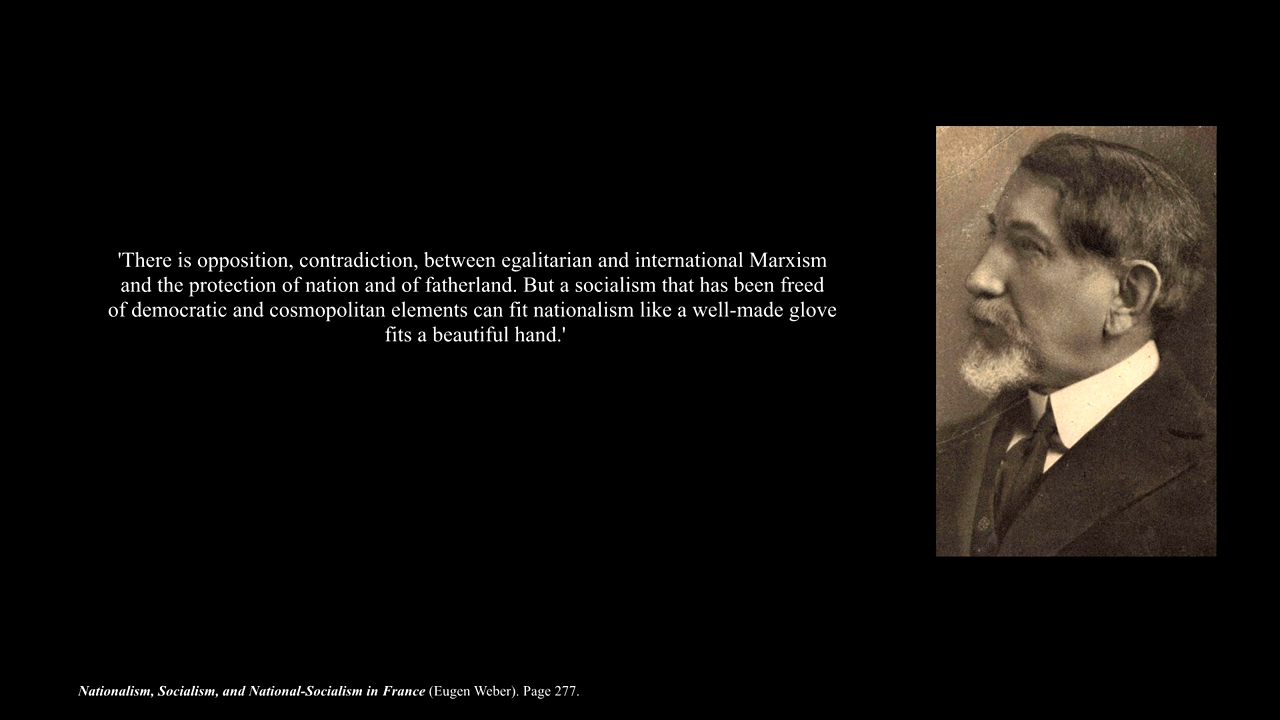 'There is opposition, contradiction, between egalitarian and international Marxism
and the protection of nation and of fatherland. But a socialism that has been freed
of democratic and cosmopolitan elements can fit nationalism like a well-made glove
fits a beautiful hand.'
Nationalism, Socialism, and National-Socialism in France (Eugen Weber). Page 277.